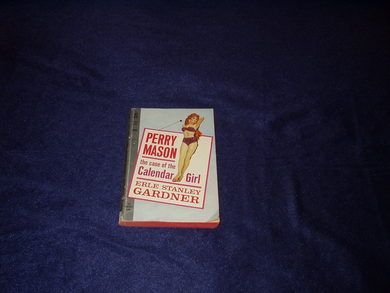 PERRY
MASON
the case of the
Calendar Girl
ERLE STANLEY
GARDNER